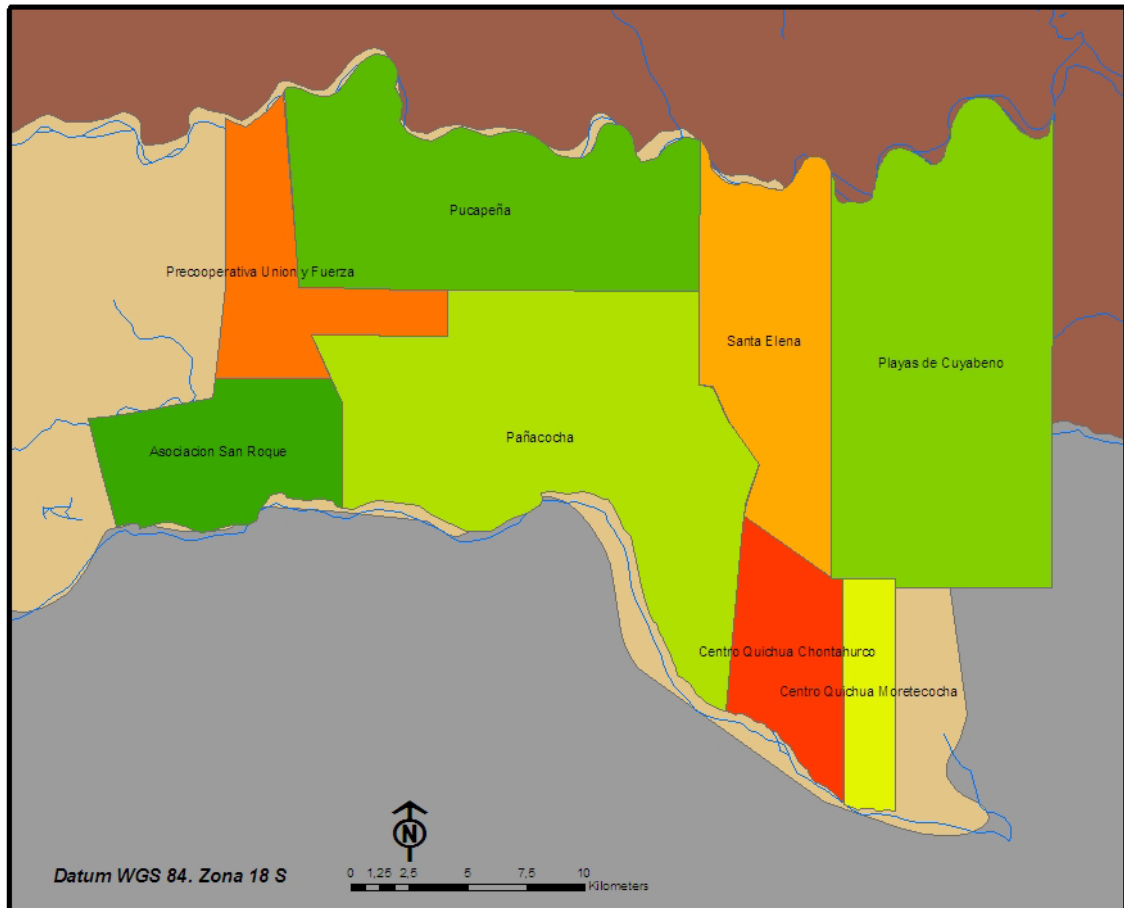 Pucapeña
Precooperativa Union y Fuerza
Santa Elena
Playas de Cuyabeno
Pañacocha
Asociacion San Roque
Centro Quichua Chontahurco
Centro Quichua Moretecocha
N
Datum WGS 84. Zona 18 S
0 1,25 2,5 5 7,5 10
Kilometers